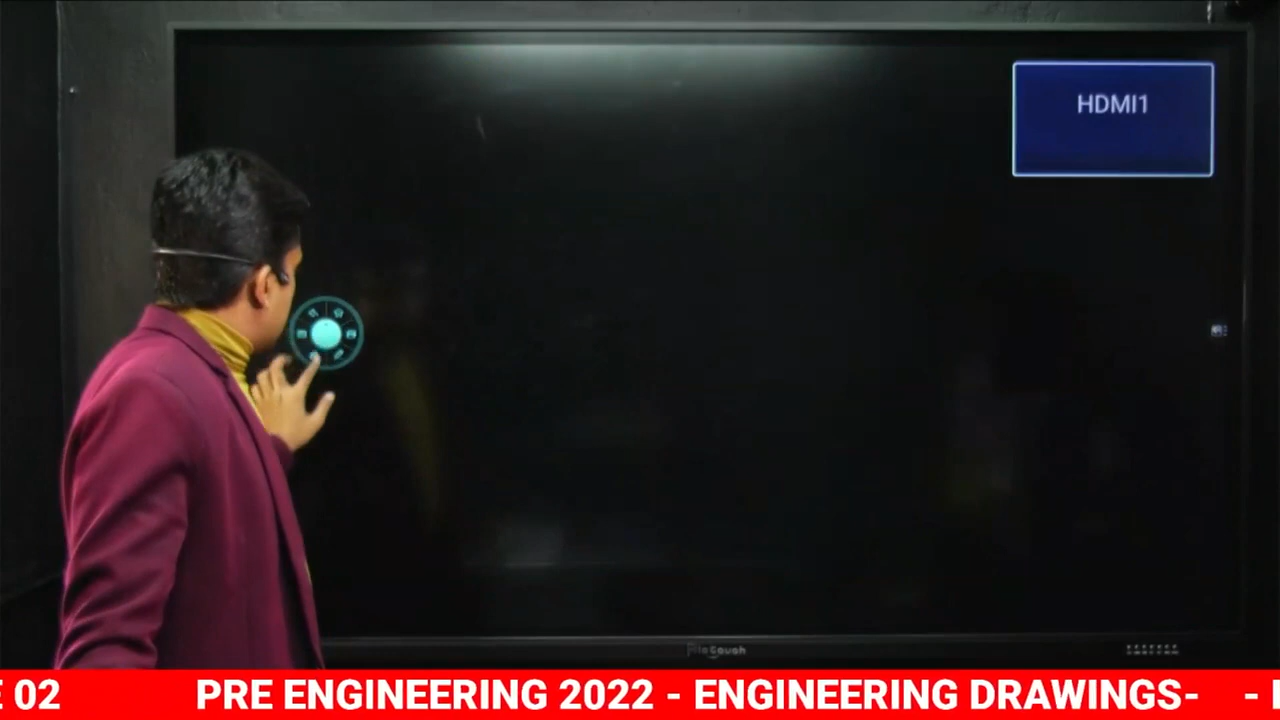 HDMI1
E 02 PRE ENGINEERING 2022 - ENGINEERING DRAWINGS- -